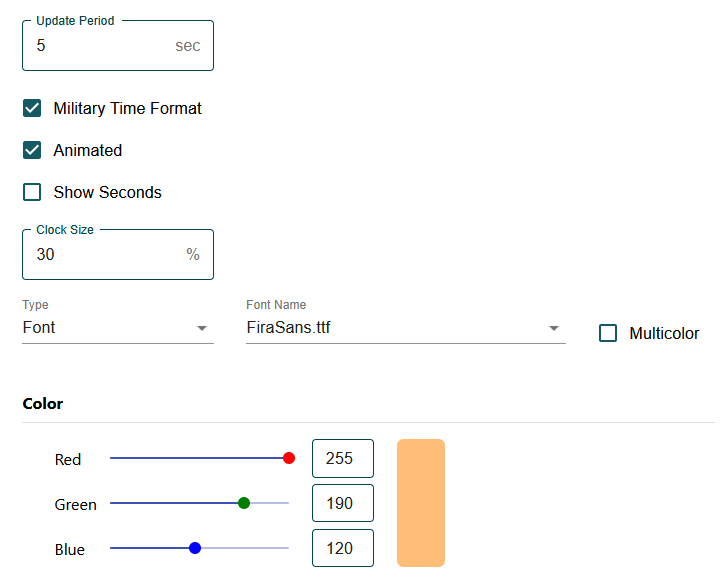 Update Period
5 sec
Military Time Format
Animated
Show Seconds
Clock Size
30 %
Type Font Name
Font FiraSans.ttf Multicolor
Color
Red 255
Green 190
Blue 120